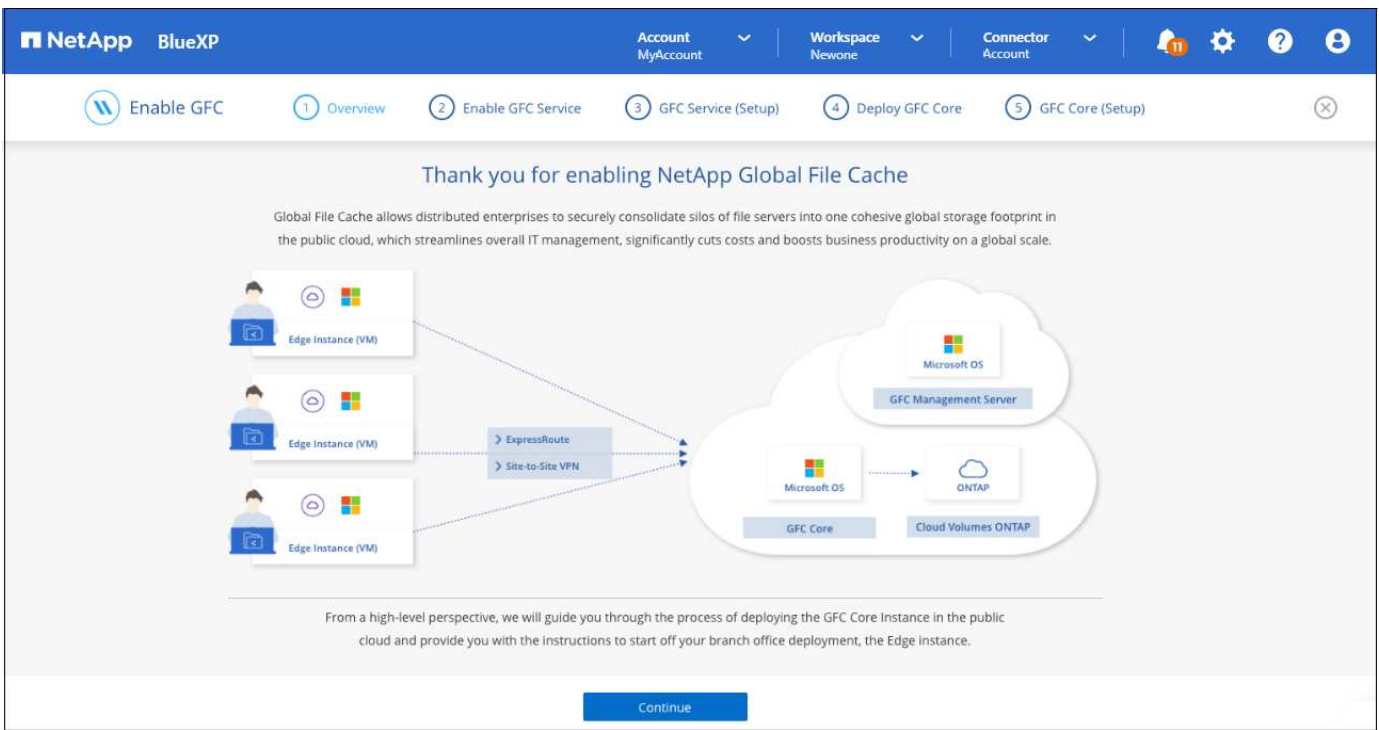 NetApp BlueXP
Account
MyAccount
Workspace
Newone
Connector
Account
11
?
Enable GFC
1 Overview
2 Enable GFC Service
3 GFC Service (Setup)
4 Deploy GFC Core
5 GFC Core (Setup)
Thank you for enabling NetApp Global File Cache
Global File Cache allows distributed enterprises to securely consolidate silos of file servers into one cohesive global storage footprint in
the public cloud, which streamlines overall IT management, significantly cuts costs and boosts business productivity on a global scale.
Edge Instance (VM)
Edge Instance (VM)
Edge Instance (VM)
ExpressRoute
Site-to-Site VPN
Microsoft OS
GFC Management Server
Microsoft OS
GFC Core
ONTAP
Cloud Volumes ONTAP
From a high-level perspective, we will guide you through the process of deploying the GFC Core Instance in the public
cloud and provide you with the instructions to start off your branch office deployment, the Edge instance.
Continue